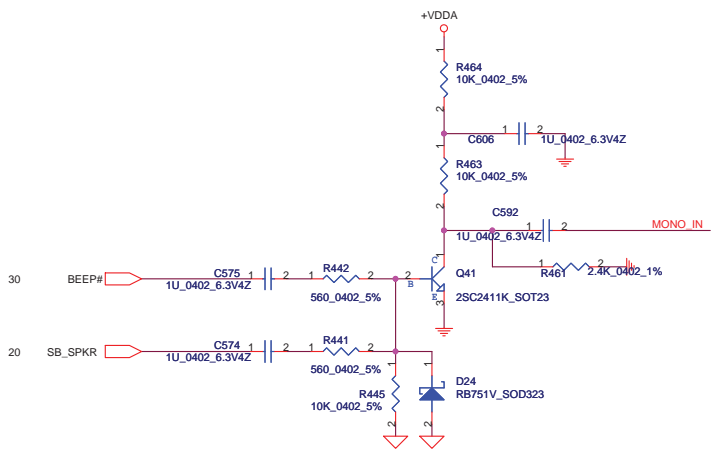 +VDDA
1
R464
10K_0402_5%
2
C606
1 2
1U_0402_6.3V4Z
1
R463
10K_0402_5%
2
C592
1 2
1U_0402_6.3V4Z
MONO_IN
1 2
R461
2.4K_0402_1%
C 1
Q41
2
B
E
3
2SC2411K_SOT23
30
BEEP#
C575
1 2
1U_0402_6.3V4Z
R442
1 2
560_0402_5%
20
SB_SPKR
C574
1 2
1U_0402_6.3V4Z
R441
1 2
560_0402_5%
1
R445
10K_0402_5%
2
1
D24
RB751V_SOD323
2